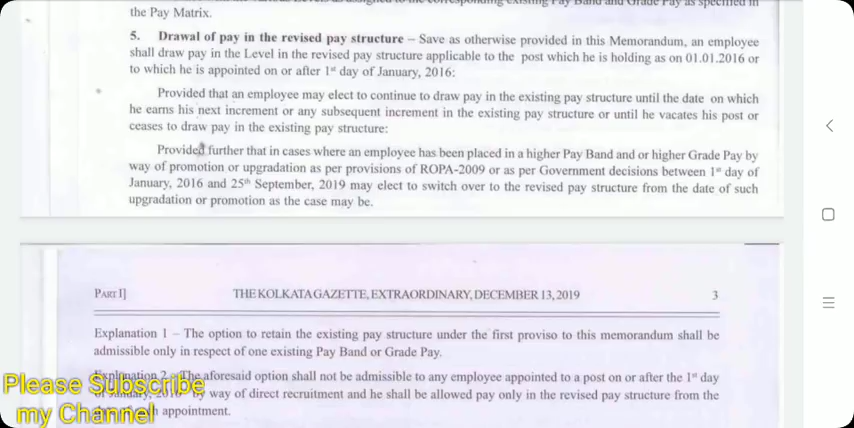 the Pay Matrix.
5. Drawal of pay in the revised pay structure – Save as otherwise provided in this Memorandum, an employee
shall draw pay in the Level in the revised pay structure applicable to the post which he is holding as on 01.01.2016 or
to which he is appointed on or after 1st day of January, 2016:
Provided that an employee may elect to continue to draw pay in the existing pay structure until the date on which
he earns his next increment or any subsequent increment in the existing pay structure or until he vacates his post or
ceases to draw pay in the existing pay structure:
Provided further that in cases where an employee has been placed in a higher Pay Band and or higher Grade Pay by
way of promotion or upgradation as per provisions of ROPA-2009 or as per Government decisions between 1st day of
January, 2016 and 25th September, 2019 may elect to switch over to the revised pay structure from the date of such
upgradation or promotion as the case may be.
PART I] THE KOLKATA GAZETTE, EXTRAORDINARY, DECEMBER 13, 2019 3
Explanation 1 – The option to retain the existing pay structure under the first proviso to this memorandum shall be
admissible only in respect of one existing Pay Band or Grade Pay.
Explanation 2 – The aforesaid option shall not be admissible to any employee appointed to a post on or after the 1st day
of January, 2016 by way of direct recruitment and he shall be allowed pay only in the revised pay structure from the
appointment.
Please Subscribe
my Channel